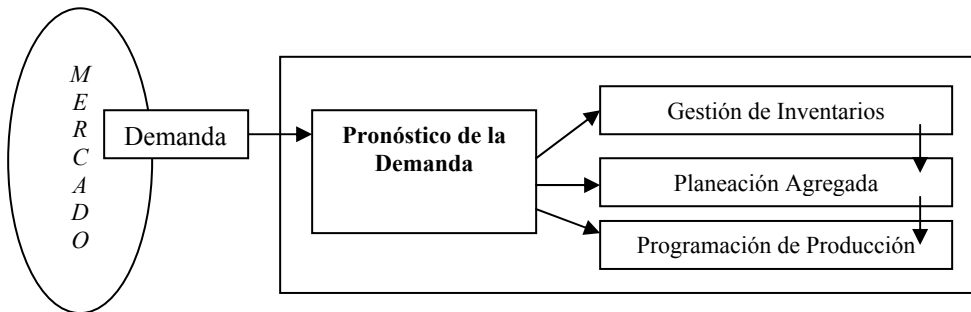 M
E
R
C
A
D
O
Demanda
Pronóstico de la
Demanda
Gestión de Inventarios
Planeación Agregada
Programación de Producción